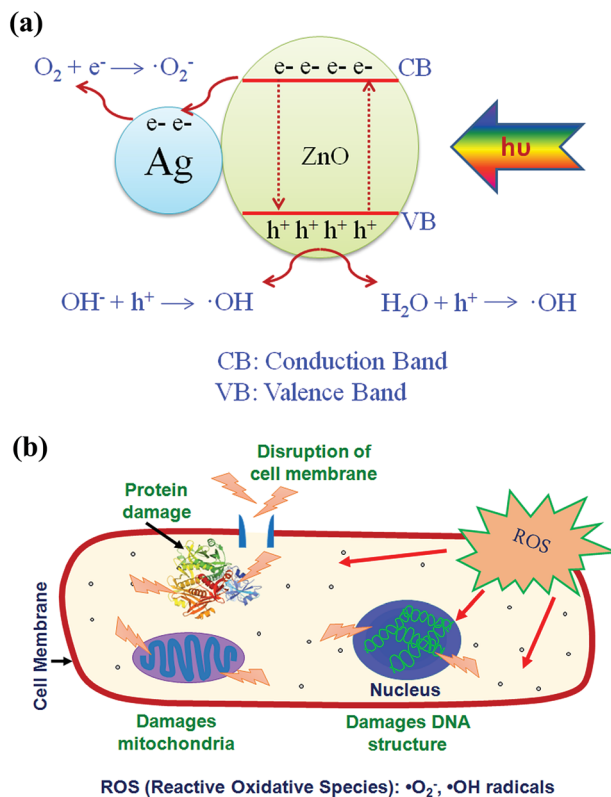 (a)
O₂ + e⁻ → ·O₂⁻
e- e- e- e-
CB
e- e-
Ag
ZnO
hυ
VB
h⁺ h⁺ h⁺ h⁺
OH⁻ + h⁺ → ·OH
H₂O + h⁺ → ·OH
CB: Conduction Band
VB: Valence Band
(b)
Disruption of
cell membrane
Protein
damage
ROS
Cell Membrane
Nucleus
Damages
mitochondria
Damages DNA
structure
ROS (Reactive Oxidative Species): •O₂⁻, •OH radicals